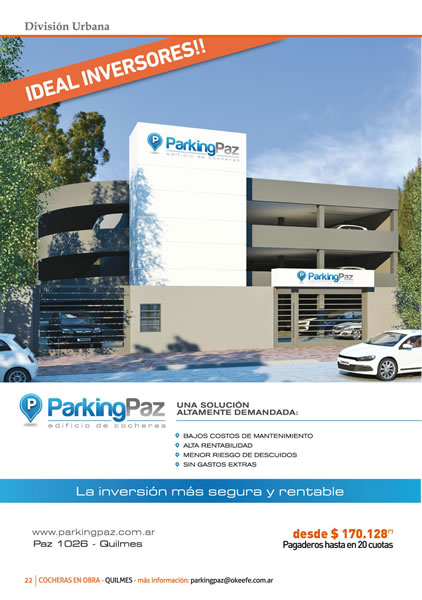 División Urbana
IDEAL INVERSORES!!
ParkingPaz
edificio de cocheras
ParkingPaz
ParkingPaz
edificio de cocheras
UNA SOLUCIÓN
ALTAMENTE DEMANDADA:
BAJOS COSTOS DE MANTENIMIENTO
ALTA RENTABILIDAD
MENOR RIESGO DE DESCUIDOS
SIN GASTOS EXTRAS
La inversión más segura y rentable
www.parkingpaz.com.ar
Paz 1026 - Quilmes
desde $ 170.128(*)
Pagaderos hasta en 20 cuotas
22 | COCHERAS EN OBRA - QUILMES - más información: parkingpaz@okeefe.com.ar